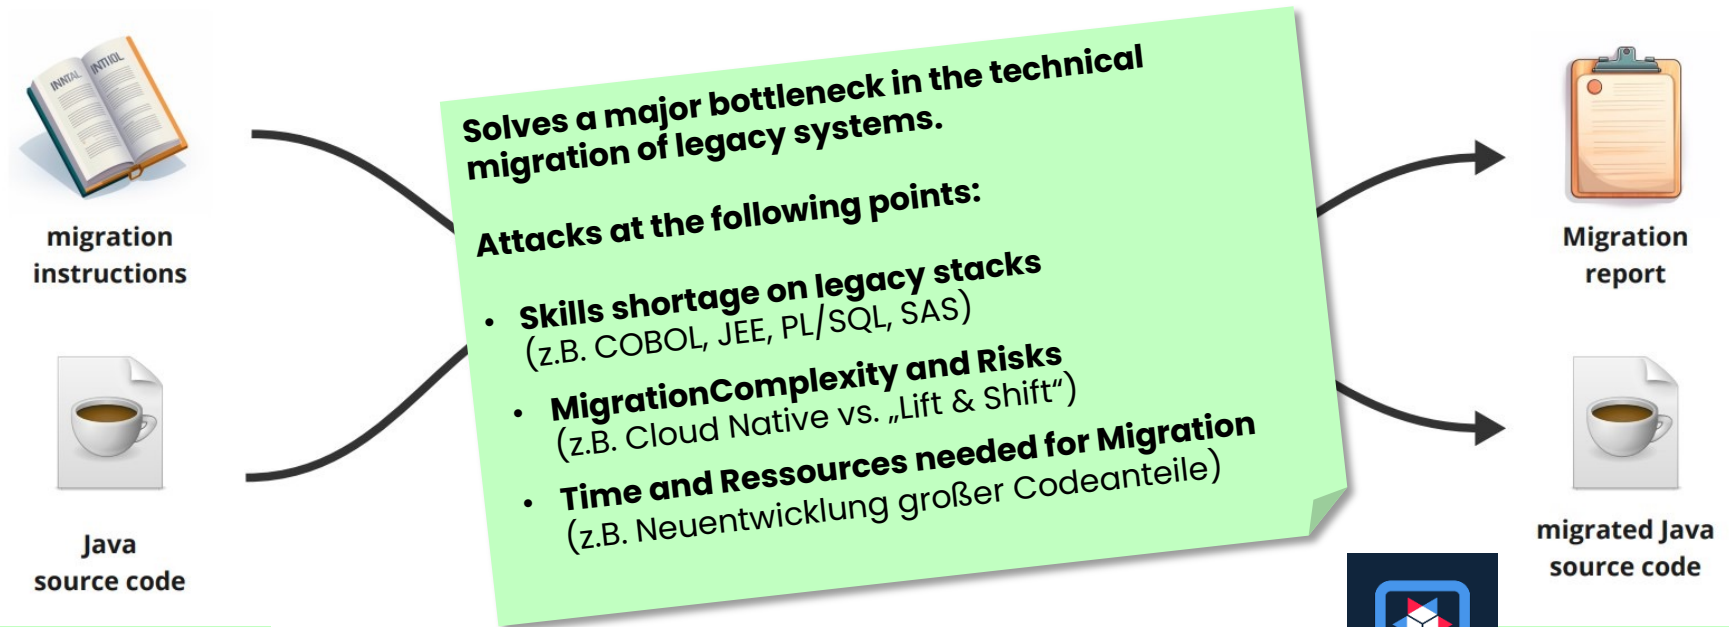 INNTAL INTIJOL
migration
instructions
Java
source code
Solves a major bottleneck in the technical
migration of legacy systems.
Attacks at the following points:
• Skills shortage on legacy stacks
(z.B. COBOL, JEE, PL/SQL, SAS)
• MigrationComplexity and Risks
(z.B. Cloud Native vs. „Lift & Shift“)
• Time and Ressources needed for Migration
(z.B. Neuentwicklung großer Codeanteile)
Migration
report
migrated Java
source code